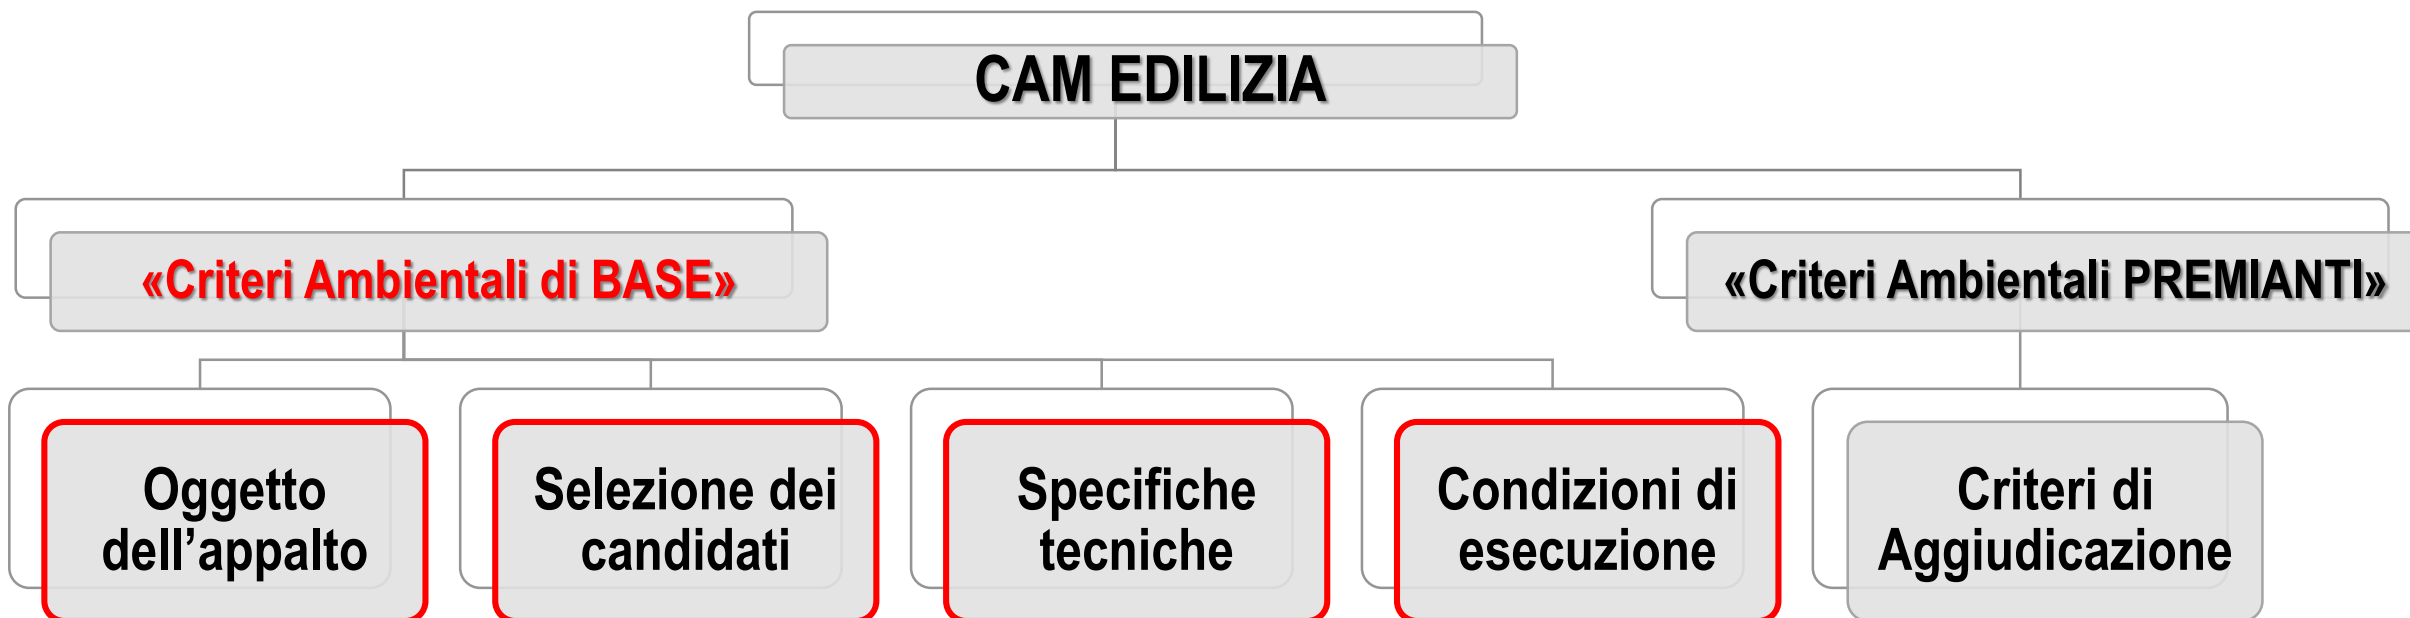 CAM EDILIZIA
«Criteri Ambientali di BASE»
«Criteri Ambientali PREMIANTI»
Oggetto
dell’appalto
Selezione dei
candidati
Specifiche
tecniche
Condizioni di
esecuzione
Criteri di
Aggiudicazione